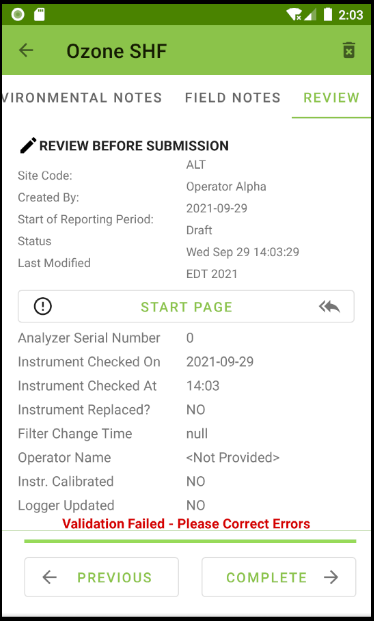 2:03
Ozone SHF
VIRONMENTAL NOTES FIELD NOTES REVIEW
REVIEW BEFORE SUBMISSION
Site Code: ALT
Created By: Operator Alpha
Start of Reporting Period: 2021-09-29
Status Draft
Last Modified Wed Sep 29 14:03:29
EDT 2021
START PAGE
Analyzer Serial Number 0
Instrument Checked On 2021-09-29
Instrument Checked At 14:03
Instrument Replaced? NO
Filter Change Time null
Operator Name <Not Provided>
Instr. Calibrated NO
Logger Updated NO
Validation Failed - Please Correct Errors
PREVIOUS COMPLETE